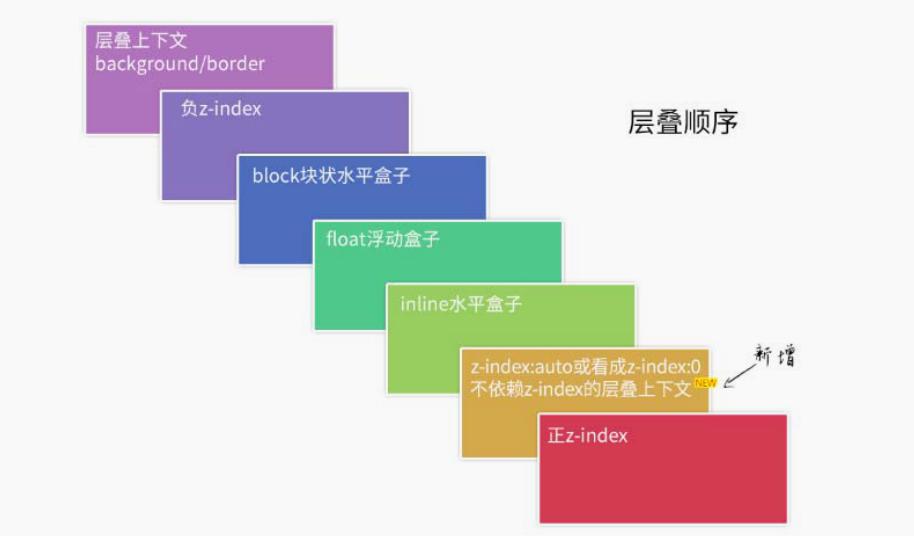 层叠上下文
background/border
负z-index
层叠顺序
block块状水平盒子
float浮动盒子
inline水平盒子
新增
z-index:auto或看成z-index:0
不依赖z-index的层叠上下文
NEW
正z-index